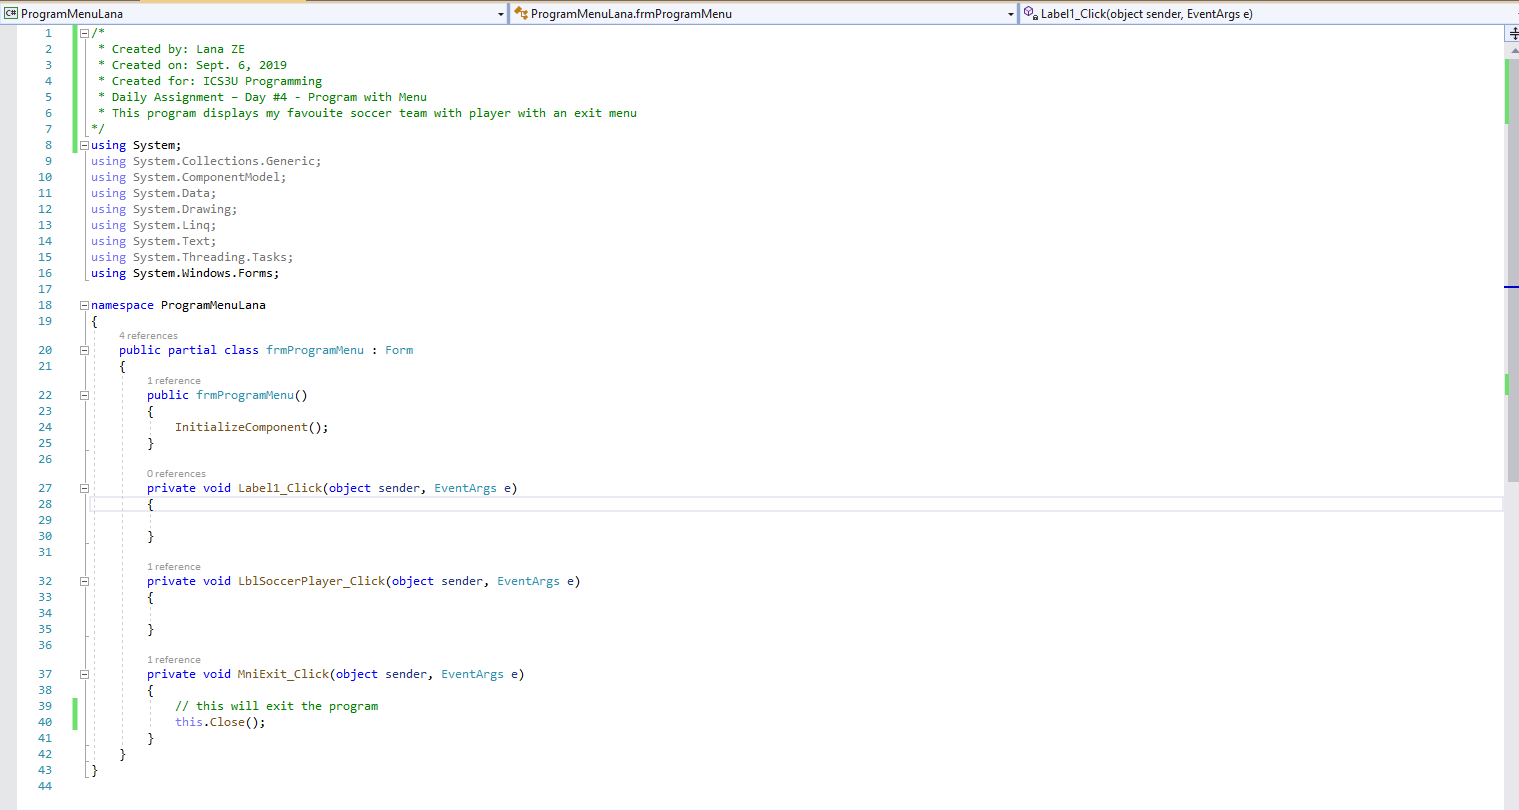 C# ProgramMenuLana
ProgramMenuLana.frmProgramMenu
Label1_Click(object sender, EventArgs e)
1 /*
2 * Created by: Lana ZE
3 * Created on: Sept. 6, 2019
4 * Created for: ICS3U Programming
5 * Daily Assignment – Day #4 - Program with Menu
6 * This program displays my favouite soccer team with player with an exit menu
7 */
8 using System;
9 using System.Collections.Generic;
10 using System.ComponentModel;
11 using System.Data;
12 using System.Drawing;
13 using System.Linq;
14 using System.Text;
15 using System.Threading.Tasks;
16 using System.Windows.Forms;
17
18 namespace ProgramMenuLana
19 {
4 references
20 public partial class frmProgramMenu : Form
21 {
1 reference
22 public frmProgramMenu()
23 {
24 InitializeComponent();
25 }
26
0 references
27 private void Label1_Click(object sender, EventArgs e)
28 {
29
30 }
31
1 reference
32 private void LblSoccerPlayer_Click(object sender, EventArgs e)
33 {
34
35 }
36
1 reference
37 private void MniExit_Click(object sender, EventArgs e)
38 {
39 // this will exit the program
40 this.Close();
41 }
42 }
43 }
44